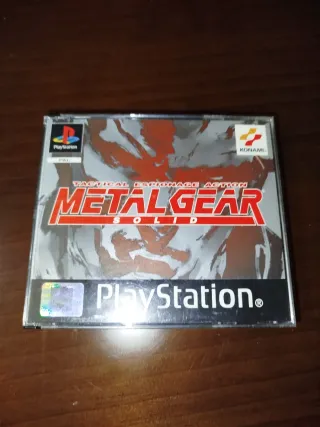 PlayStation
KONAMI
TACTICAL ESPIONAGE ACTION
METAL GEAR
SOLID
PlayStation®